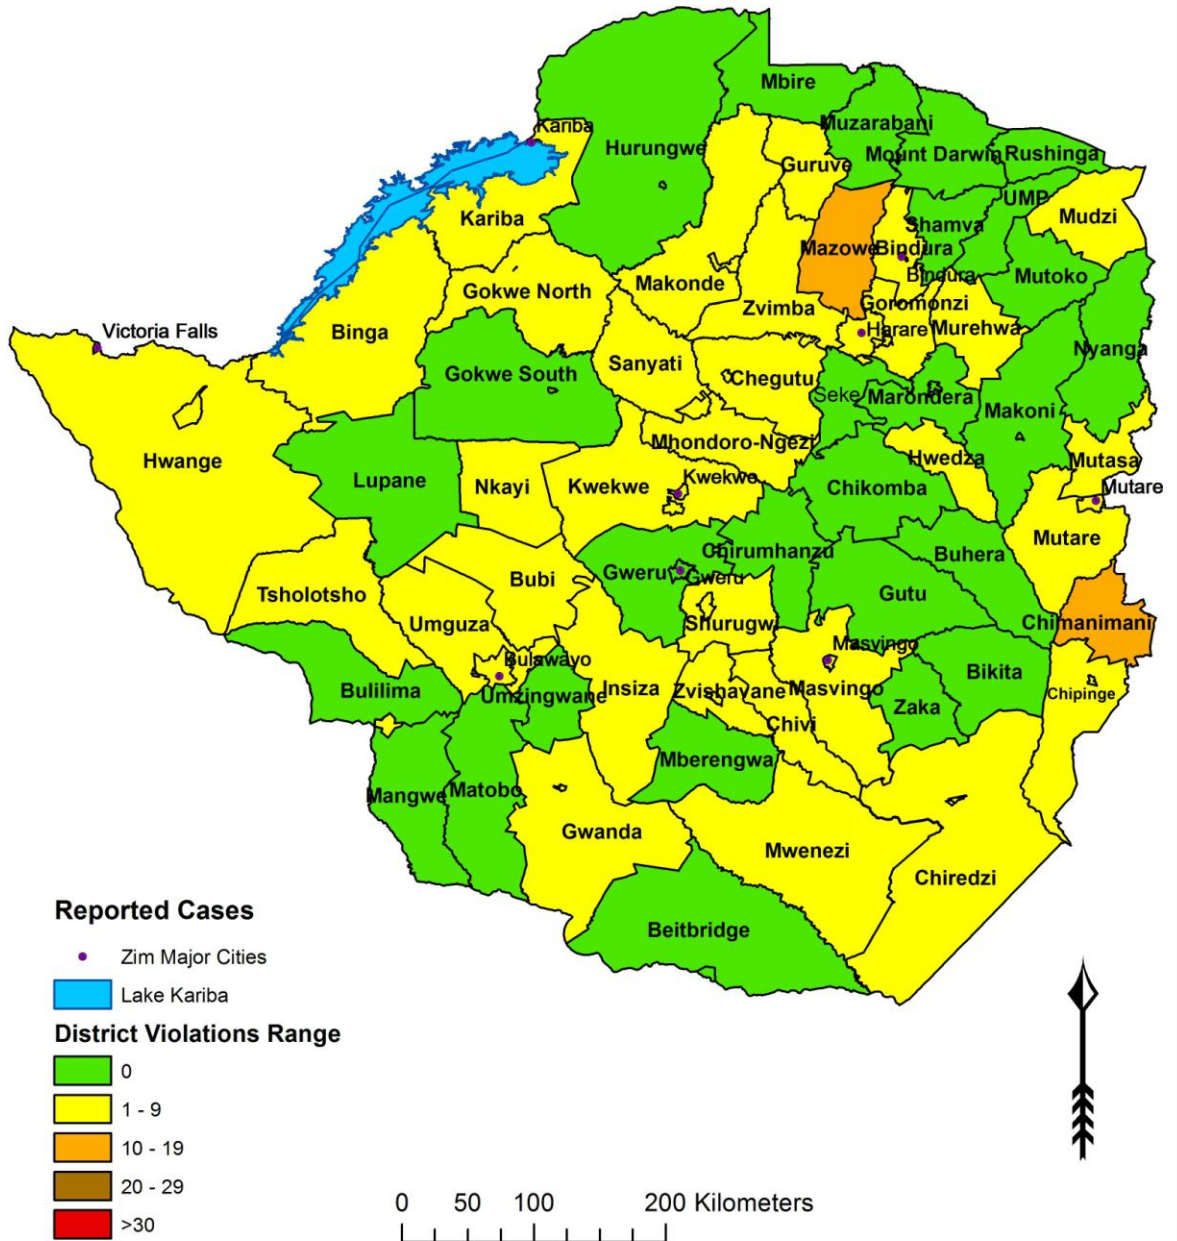 Mbire
Kariba
Muzarabani
Hurungwe
Guruve
Mount Darwin
Rushinga
UMP
Mudzi
Kariba
Shamva
Mazowe
Bindura
Bindura
Mutoko
Makonde
Gokwe North
Zvimba
Goromonzi
Victoria Falls
Binga
Harare
Murehwa
Nyanga
Sanyati
Gokwe South
Chegutu
Seke
Marondera
Makoni
Mhondoro-Ngezi
Hwange
Hwedza
Mutasa
Lupane
Nkayi
Kwekwe
Kwekwe
Chikomba
Mutare
Mutare
Chirumhanzu
Buhera
Gweru
Gweru
Bubi
Tsholotsho
Gutu
Umguza
Shurugwi
Chimanimani
Masvingo
Bulawayo
Bikita
Bulilima
Umzingwane
Insiza
Zvishavane
Masvingo
Chipinge
Zaka
Chivi
Mberengwa
Mangwe
Matobo
Gwanda
Mwenezi
Chiredzi
Beitbridge
Reported Cases
Zim Major Cities
Lake Kariba
District Violations Range
0
1 - 9
10 - 19
20 - 29
>30
0 50 100 200 Kilometers